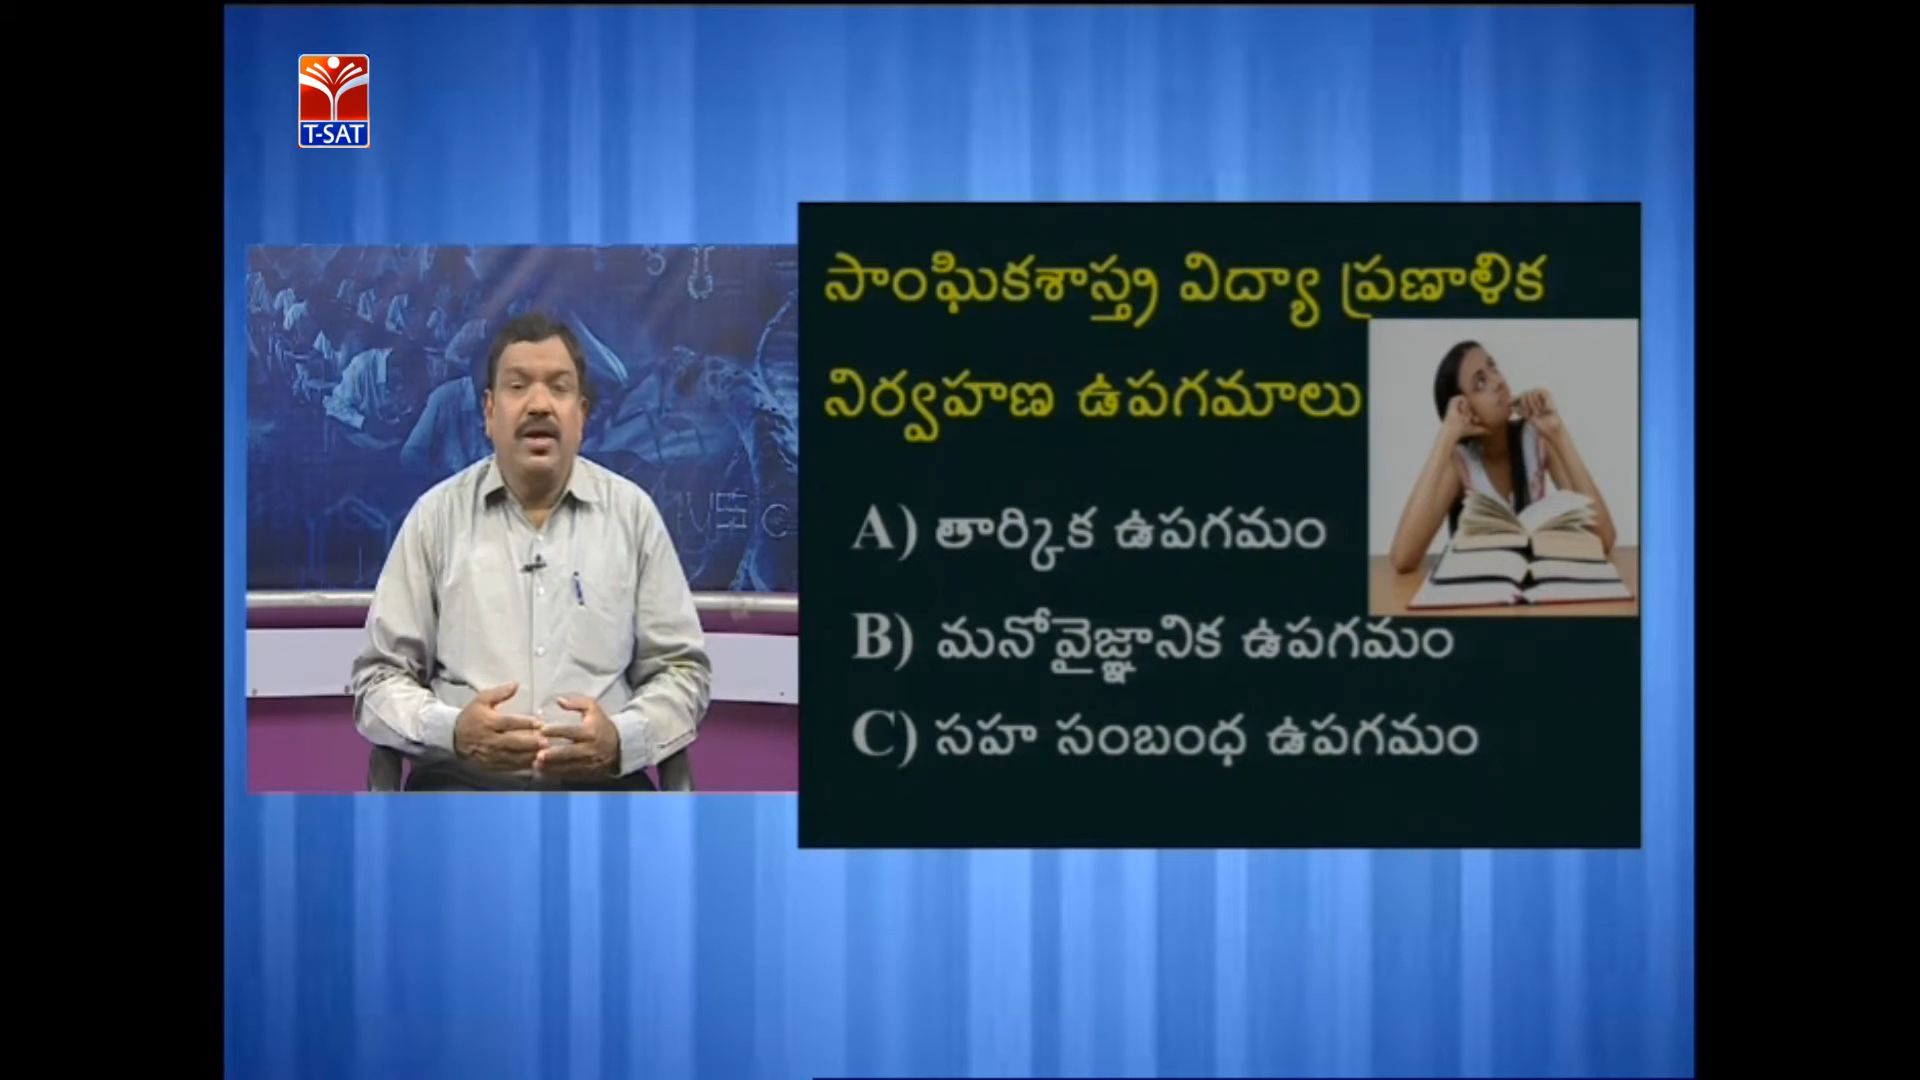 T-SAT
సాంఘికశాస్త్ర విద్యా ప్రణాళిక
నిర్వహణ ఉపగమాలు
A) తార్కిక ఉపగమం
B) మనోవైజ్ఞానిక ఉపగమం
C) సహ సంబంధ ఉపగమం